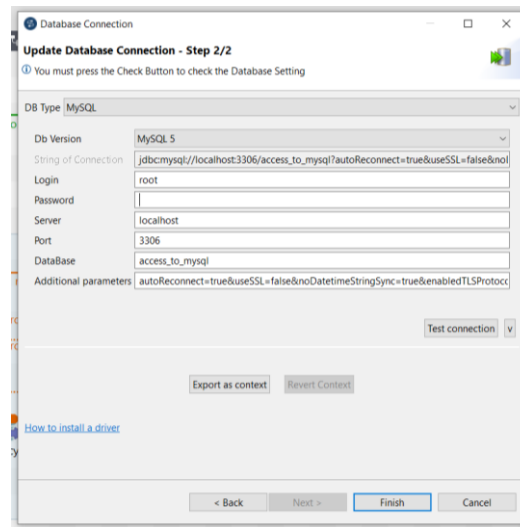 Database Connection
Update Database Connection - Step 2/2
You must press the Check Button to check the Database Setting
DB Type MySQL
Db Version MySQL 5
String of Connection jdbc:mysql://localhost:3306/access_to_mysql?autoReconnect=true&useSSL=false&nol
Login root
Password
Server localhost
Port 3306
DataBase access_to_mysql
Additional parameters autoReconnect=true&useSSL=false&noDatetimeStringSync=true&enabledTLSProtocc
Test connection
Export as context Revert Context
How to install a driver
< Back Next > Finish Cancel